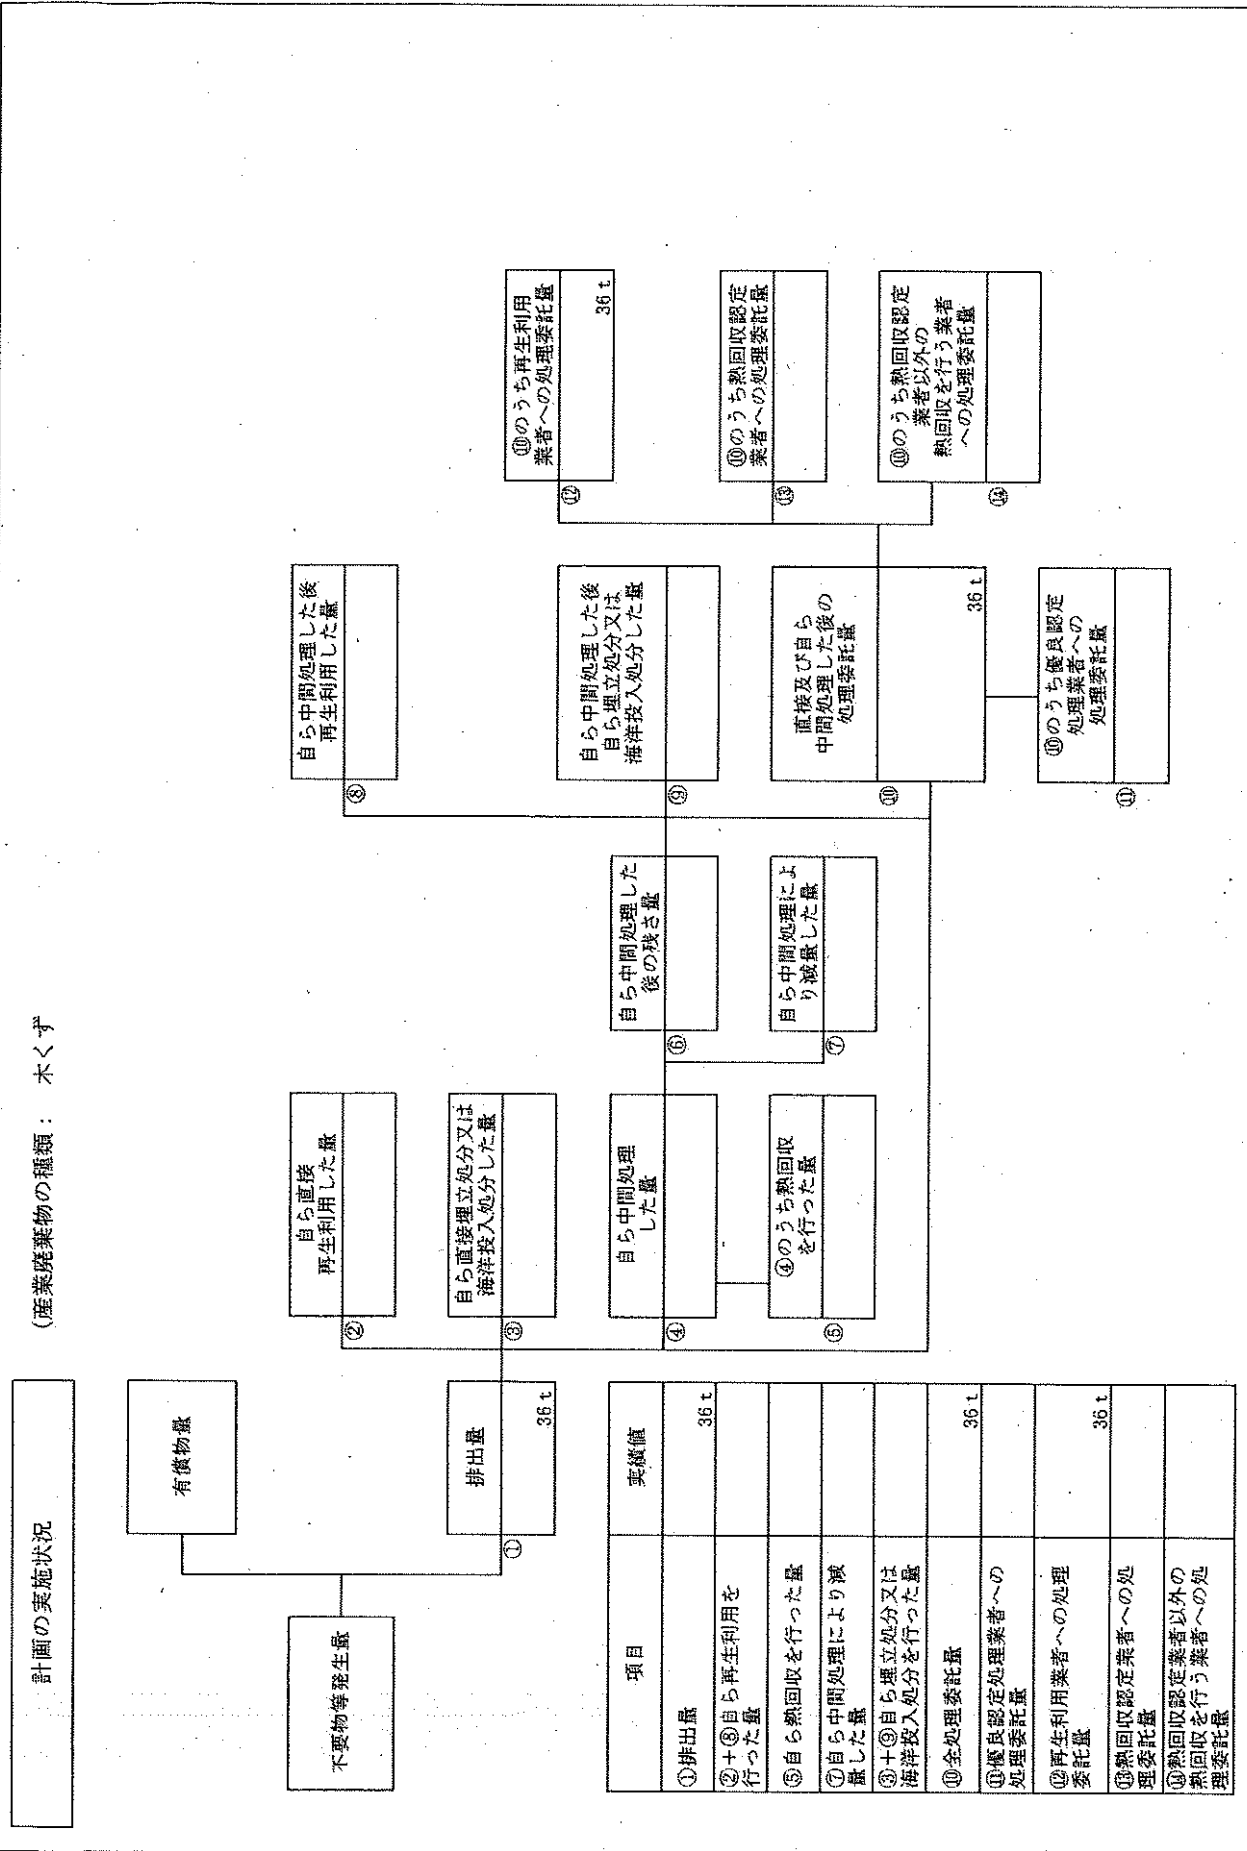 計画の実施状況
(産業廃棄物の種類： 木くず
不要物等発生量
有償物量
排出量
①
36 t
自ら直接
再生利用した量
②
自ら直接埋立処分又は
海洋投入処分した量
③
自ら中間処理
した量
④
④のうち熱回収
を行った量
⑤
自ら中間処理した
後の残さ量
⑥
自ら中間処理によ
り減量した量
⑦
自ら中間処理した後
再生利用した量
⑧
自ら中間処理した後
自ら埋立処分又は
海洋投入処分した量
⑨
直接及び自ら
中間処理した後の
処理委託量
⑩
36 t
⑩のうち優良認定
処理業者への
処理委託量
⑪
⑩のうち再生利用
業者への処理委託量
⑫
36 t
⑩のうち熱回収認定
業者への処理委託量
⑬
⑩のうち熱回収認定
業者以外の
熱回収を行う業者
への処理委託量
⑭
項目
実績値
①排出量
36 t
②+⑧自ら再生利用を
行った量
⑤自ら熱回収を行った量
⑦自ら中間処理により減
量した量
③+⑨自ら埋立処分又は
海洋投入処分を行った量
⑩全処理委託量
36 t
⑪優良認定処理業者への
処理委託量
⑫再生利用業者への処理
委託量
36 t
⑬熱回収認定業者への処
理委託量
⑭熱回収認定業者以外の
熱回収を行う業者への処
理委託量